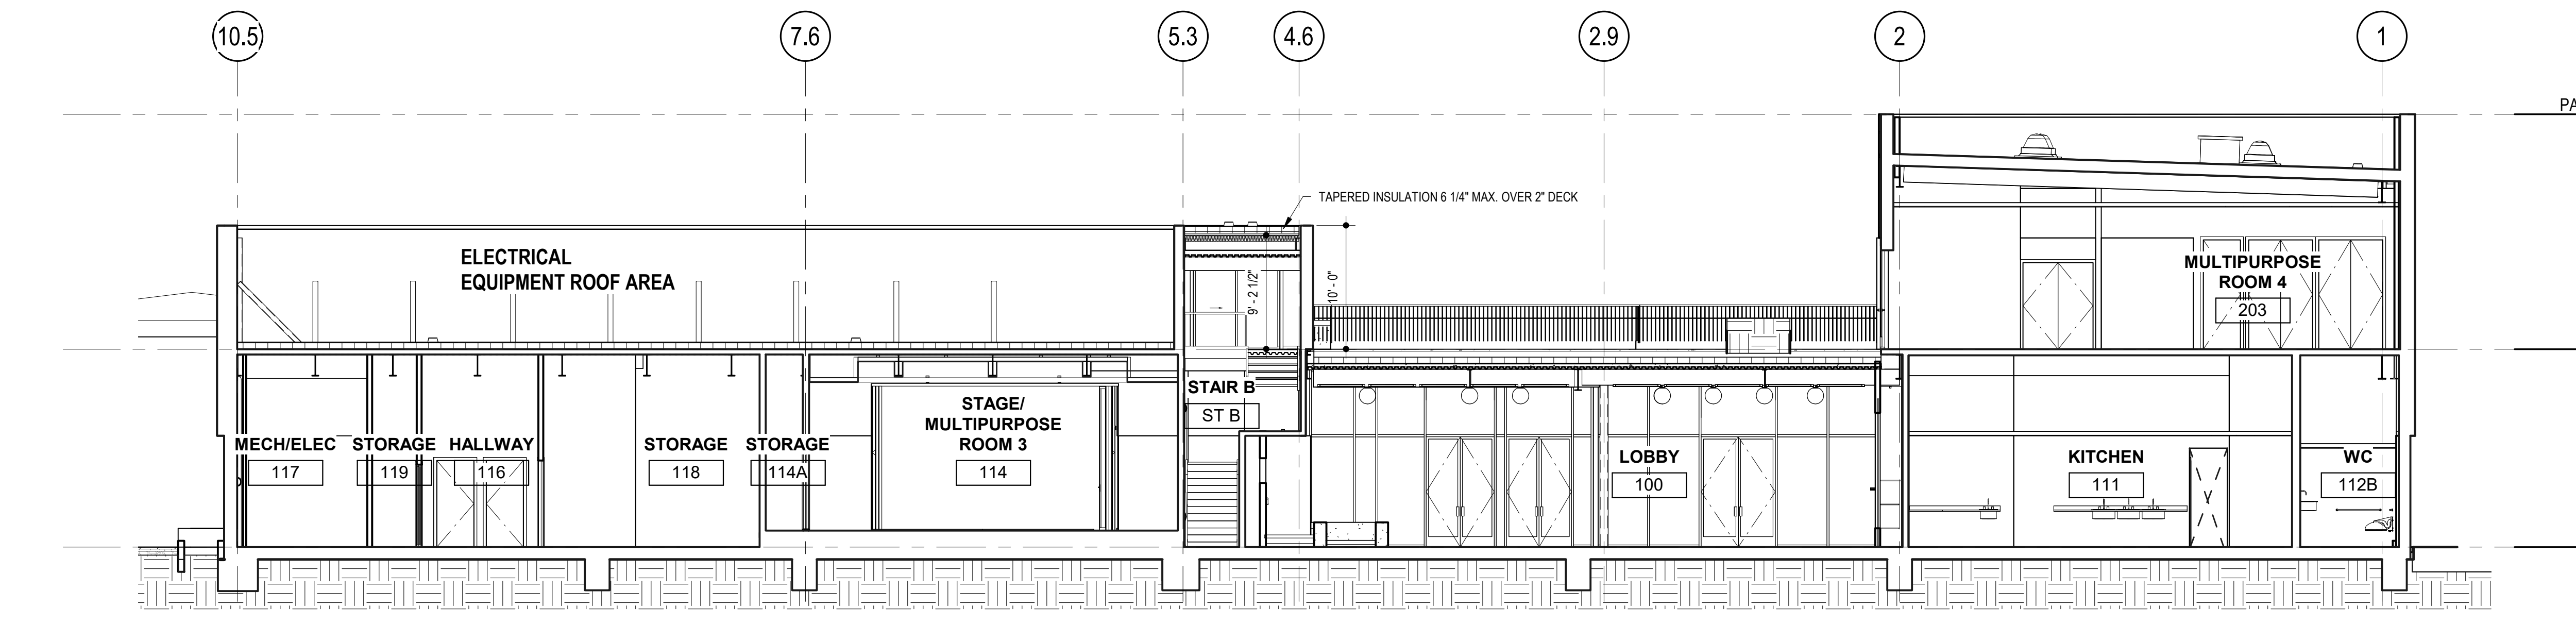 10.5
7.6
5.3
4.6
2.9
2
1
PA
TAPERED INSULATION 6 1/4" MAX. OVER 2" DECK
ELECTRICAL
EQUIPMENT ROOF AREA
9' - 2 1/2"
10' - 0"
MULTIPURPOSE
ROOM 4
203
STAIR B
ST B
STAGE/
MULTIPURPOSE
ROOM 3
114
MECH/ELEC
117
STORAGE
119
HALLWAY
116
STORAGE
118
STORAGE
114A
LOBBY
100
KITCHEN
111
WC
112B